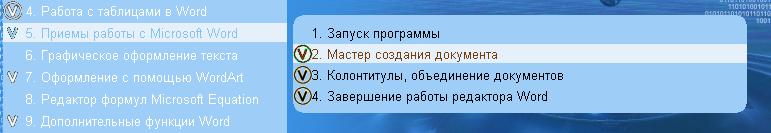 4. Работа с таблицами в Word
5. Приемы работы с Microsoft Word
6. Графическое оформление текста
7. Оформление с помощью WordArt
8. Редактор формул Microsoft Equation
9. Дополнительные функции Word
1. Запуск программы
2. Мастер создания документа
3. Колонтитулы, объединение документов
4. Завершение работы редактора Word